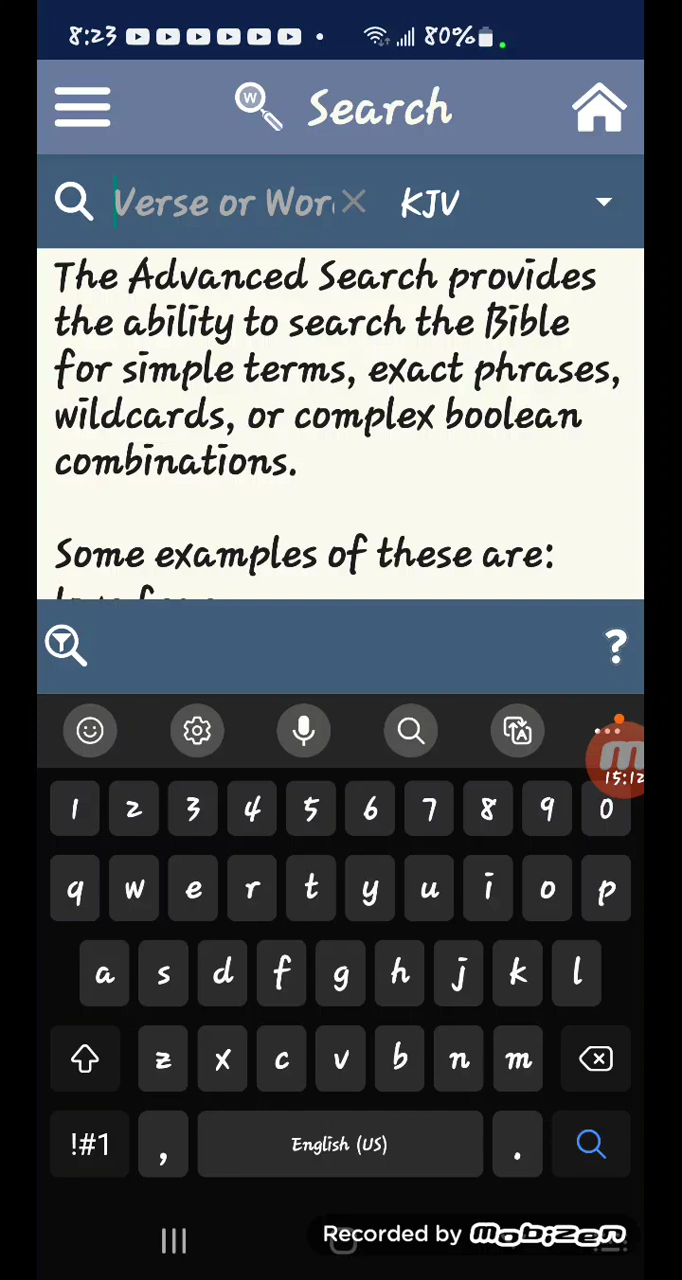 8:23 80%
W Search
Verse or Wor KJV
The Advanced Search provides
the ability to search the Bible
for simple terms, exact phrases,
wildcards, or complex boolean
combinations.
Some examples of these are:
?
15:12
1 2 3 4 5 6 7 8 9 0
q w e r t y u i o p
a s d f g h j k l
z x c v b n m
!#1 , English (US) .
Recorded by mobizen